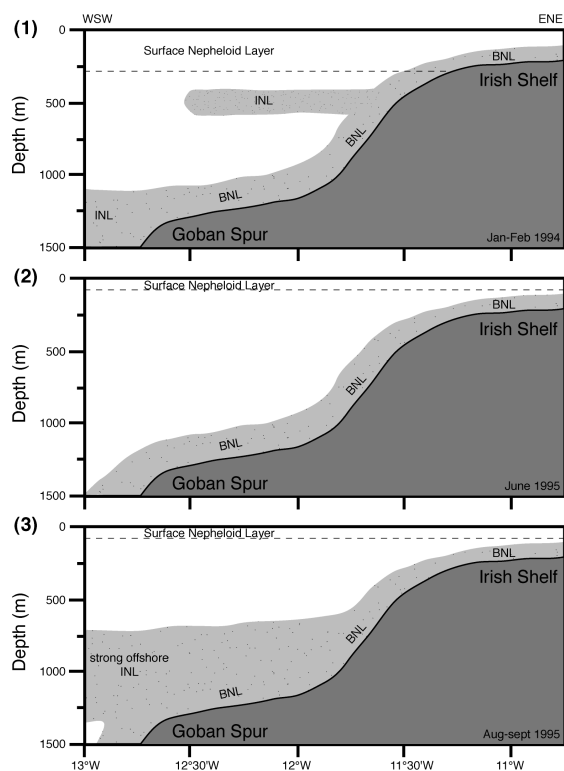 WSW
ENE
(1)
0
500
1000
1500
Depth (m)
Surface Nepheloid Layer
BNL
Irish Shelf
INL
BNL
BNL
INL
Goban Spur
Jan-Feb 1994
(2)
0
500
1000
1500
Depth (m)
Surface Nepheloid Layer
BNL
Irish Shelf
BNL
BNL
Goban Spur
June 1995
(3)
0
500
1000
1500
Depth (m)
Surface Nepheloid Layer
BNL
Irish Shelf
BNL
strong offshore
INL
BNL
Goban Spur
Aug-sept 1995
13°W
12°30'W
12°W
11°30'W
11°W